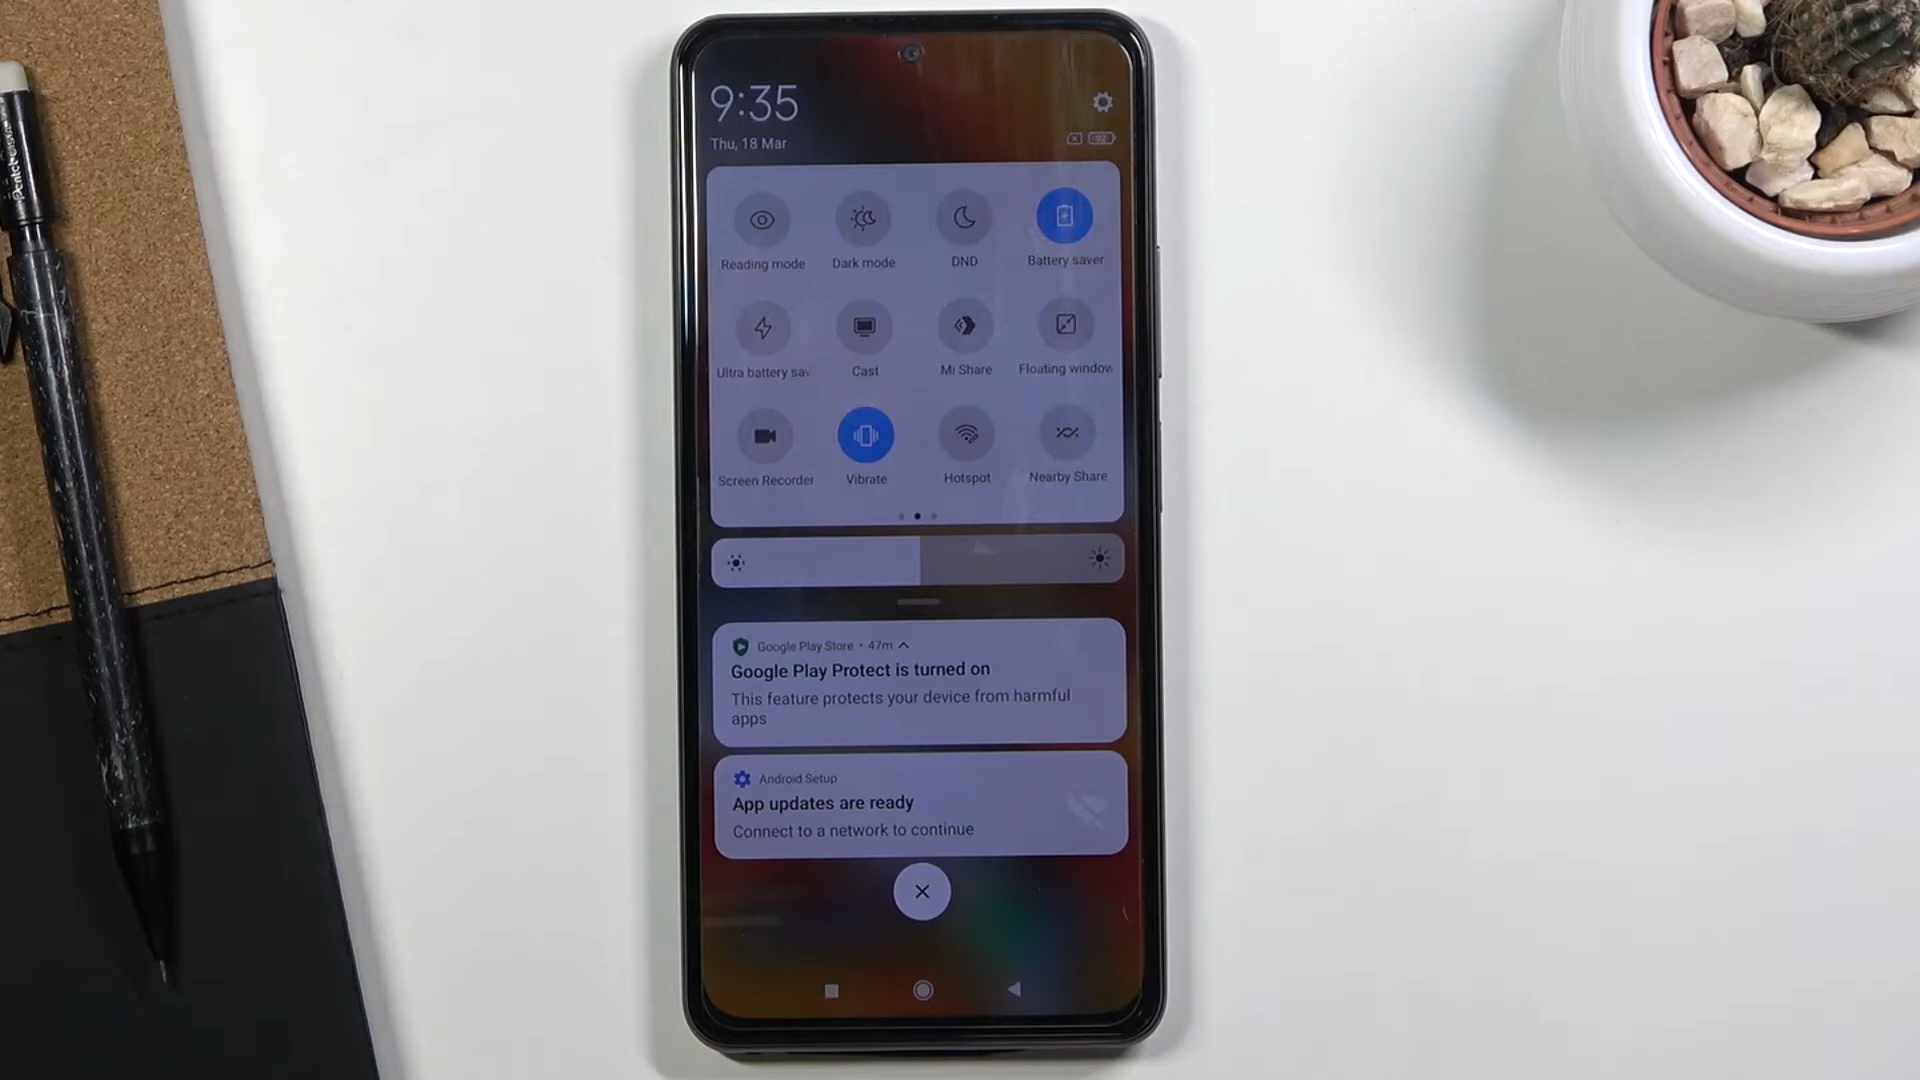 9:35
Thu, 18 Mar
92
Reading mode
Dark mode
DND
Battery saver
Ultra battery sav
Cast
Mi Share
Floating window
Screen Recorder
Vibrate
Hotspot
Nearby Share
Google Play Store • 47m
Google Play Protect is turned on
This feature protects your device from harmful
apps
Android Setup
App updates are ready
Connect to a network to continue
Pentel